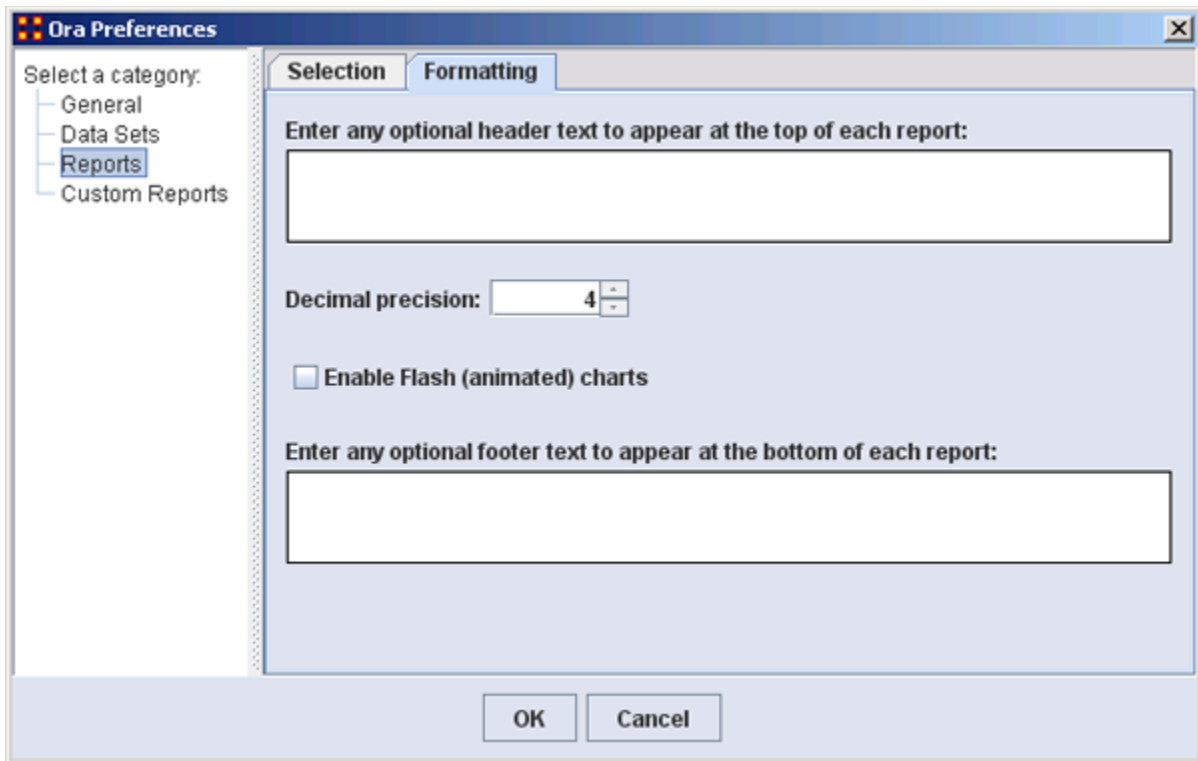 Ora Preferences
Select a category:
General
Data Sets
Reports
Custom Reports
Selection
Formatting
Enter any optional header text to appear at the top of each report:
Decimal precision: 4
Enable Flash (animated) charts
Enter any optional footer text to appear at the bottom of each report:
OK
Cancel